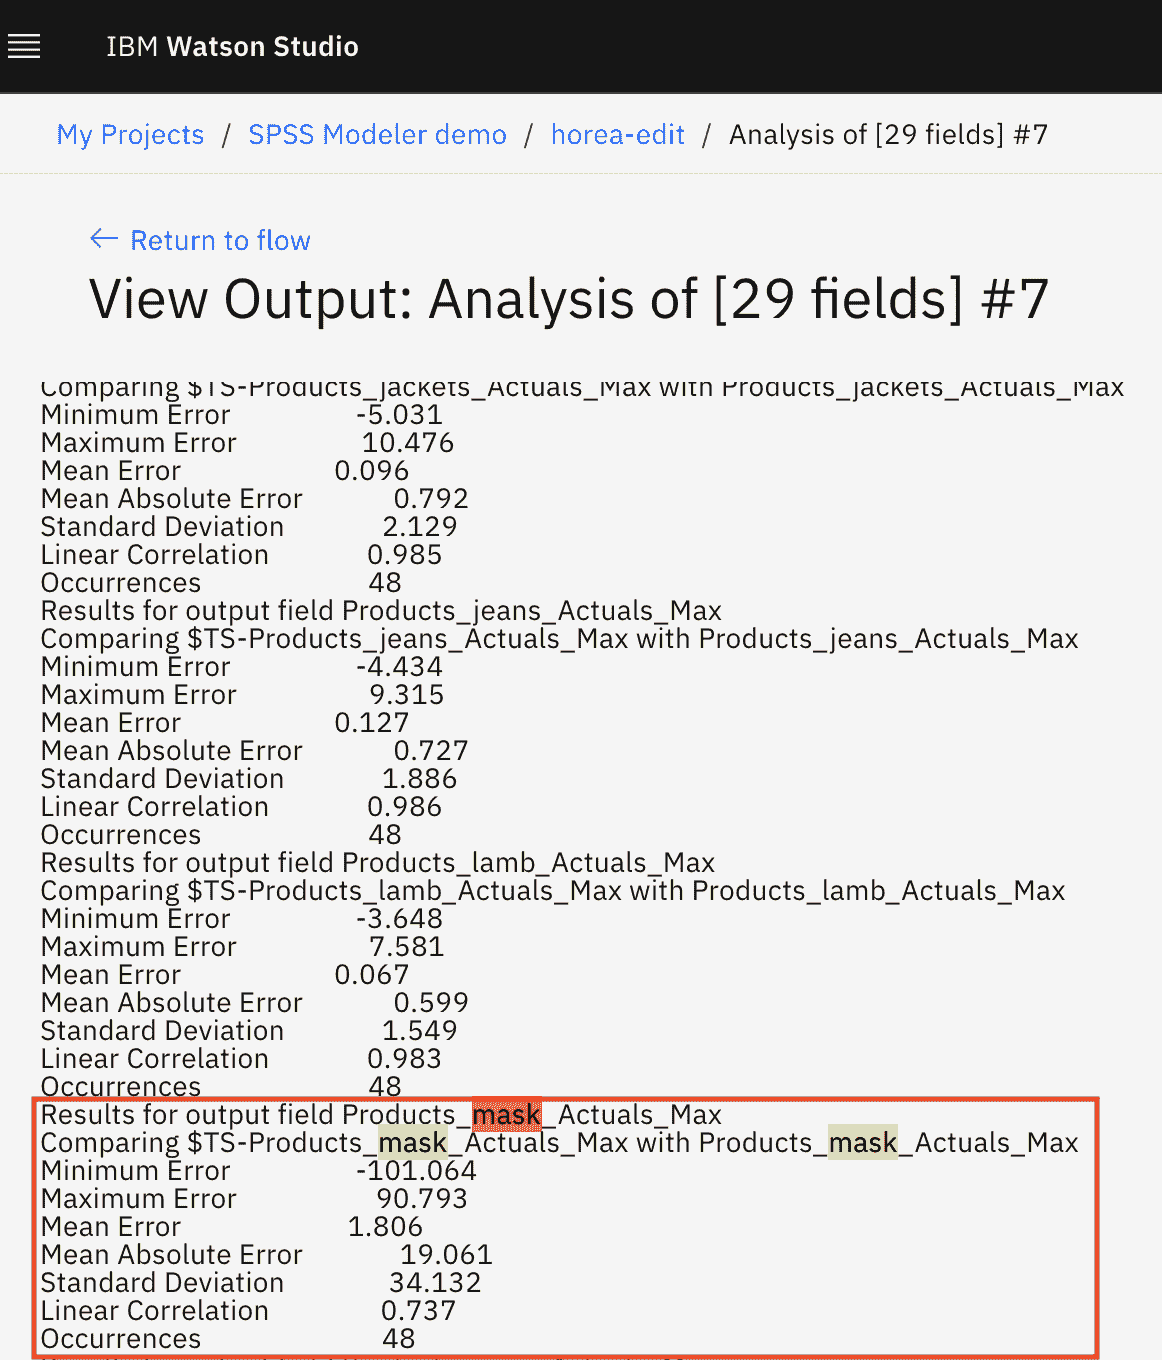 IBM Watson Studio
My Projects / SPSS Modeler demo / horea-edit / Analysis of [29 fields] #7
← Return to flow
View Output: Analysis of [29 fields] #7
Comparing $TS-Products_jackets_Actuals_Max with Products_jackets_Actuals_Max
Minimum Error -5.031
Maximum Error 10.476
Mean Error 0.096
Mean Absolute Error 0.792
Standard Deviation 2.129
Linear Correlation 0.985
Occurrences 48
Results for output field Products_jeans_Actuals_Max
Comparing $TS-Products_jeans_Actuals_Max with Products_jeans_Actuals_Max
Minimum Error -4.434
Maximum Error 9.315
Mean Error 0.127
Mean Absolute Error 0.727
Standard Deviation 1.886
Linear Correlation 0.986
Occurrences 48
Results for output field Products_lamb_Actuals_Max
Comparing $TS-Products_lamb_Actuals_Max with Products_lamb_Actuals_Max
Minimum Error -3.648
Maximum Error 7.581
Mean Error 0.067
Mean Absolute Error 0.599
Standard Deviation 1.549
Linear Correlation 0.983
Occurrences 48
Results for output field Products_mask_Actuals_Max
Comparing $TS-Products_mask_Actuals_Max with Products_mask_Actuals_Max
Minimum Error -101.064
Maximum Error 90.793
Mean Error 1.806
Mean Absolute Error 19.061
Standard Deviation 34.132
Linear Correlation 0.737
Occurrences 48